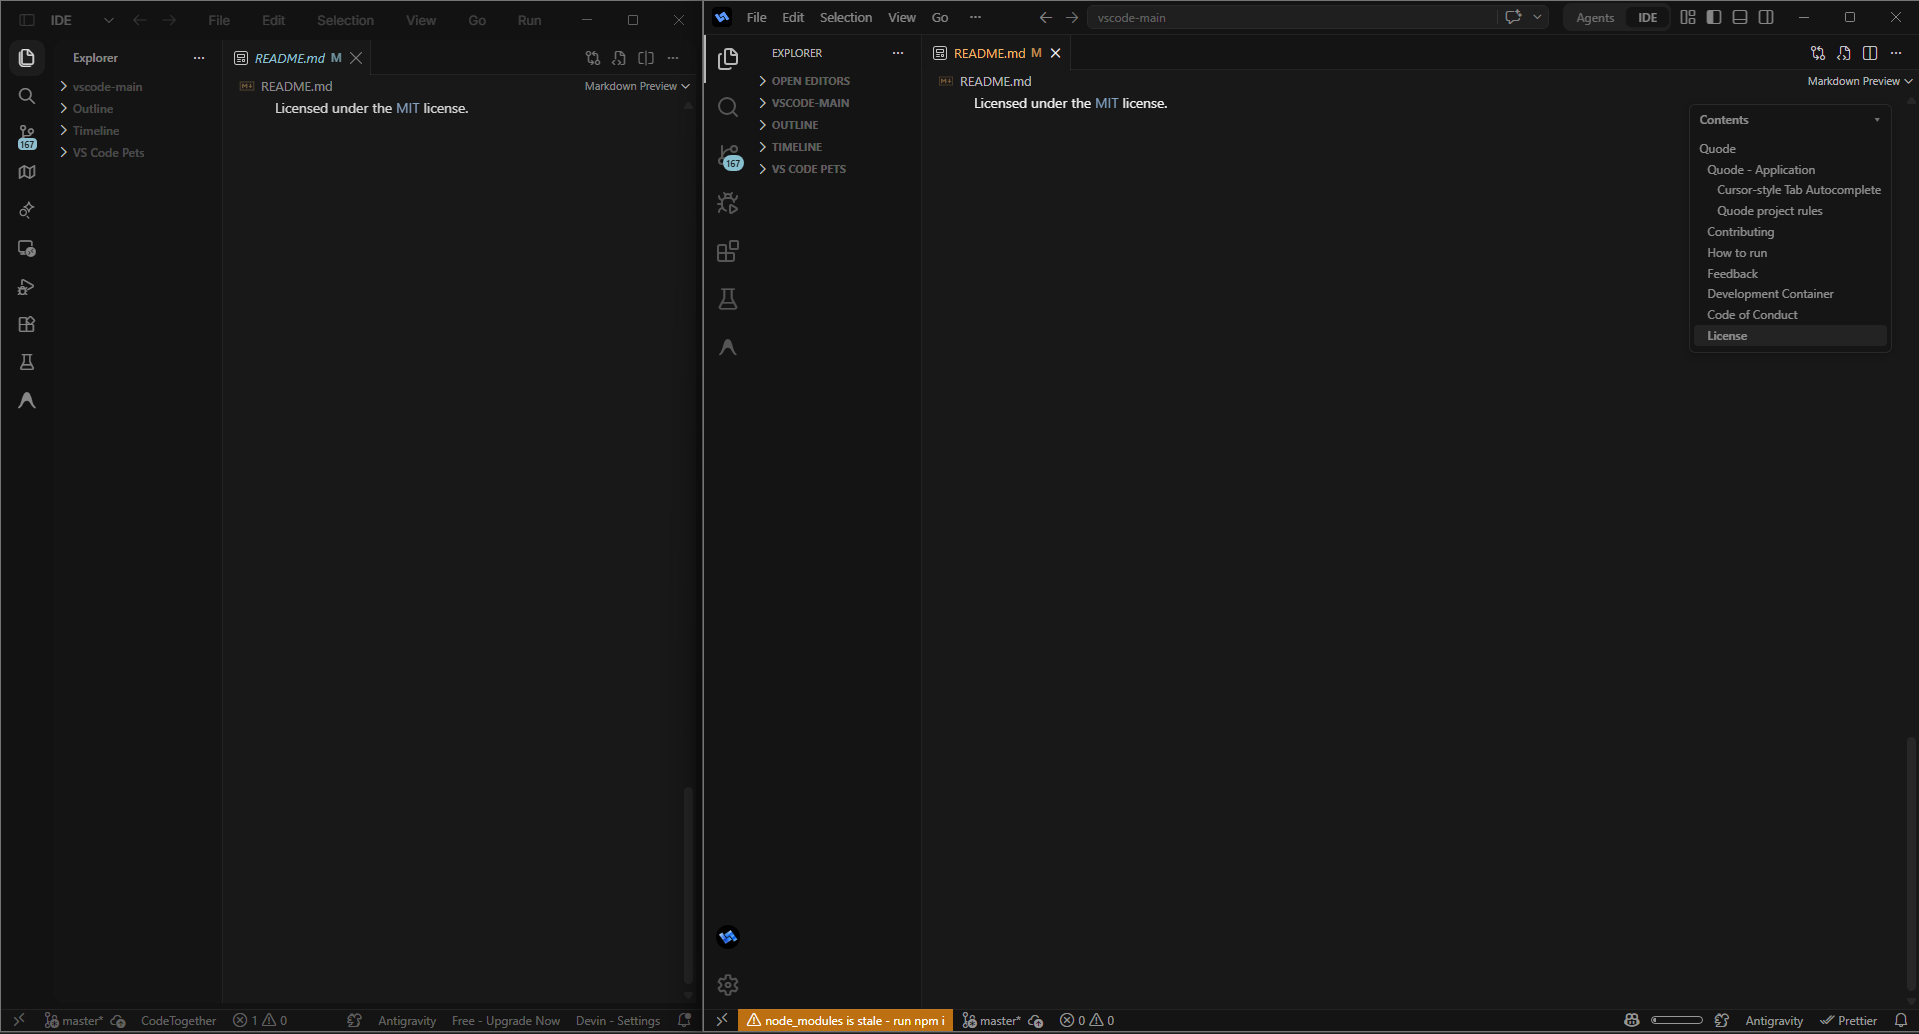 IDE File Edit Selection View Go Run
Explorer
README.md M
vscode-main
README.md
Markdown Preview
Outline
Licensed under the MIT license.
Timeline
167
VS Code Pets
master*
CodeTogether
1
0
Antigravity
Free - Upgrade Now
Devin - Settings
File Edit Selection View Go
vscode-main
Agents
IDE
EXPLORER
README.md M
OPEN EDITORS
README.md
Markdown Preview
VSCODE-MAIN
Licensed under the MIT license.
OUTLINE
TIMELINE
167
VS CODE PETS
Contents
Quode
Quode - Application
Cursor-style Tab Autocomplete
Quode project rules
Contributing
How to run
Feedback
Development Container
Code of Conduct
License
node_modules is stale - run npm i
master*
0
0
Antigravity
Prettier